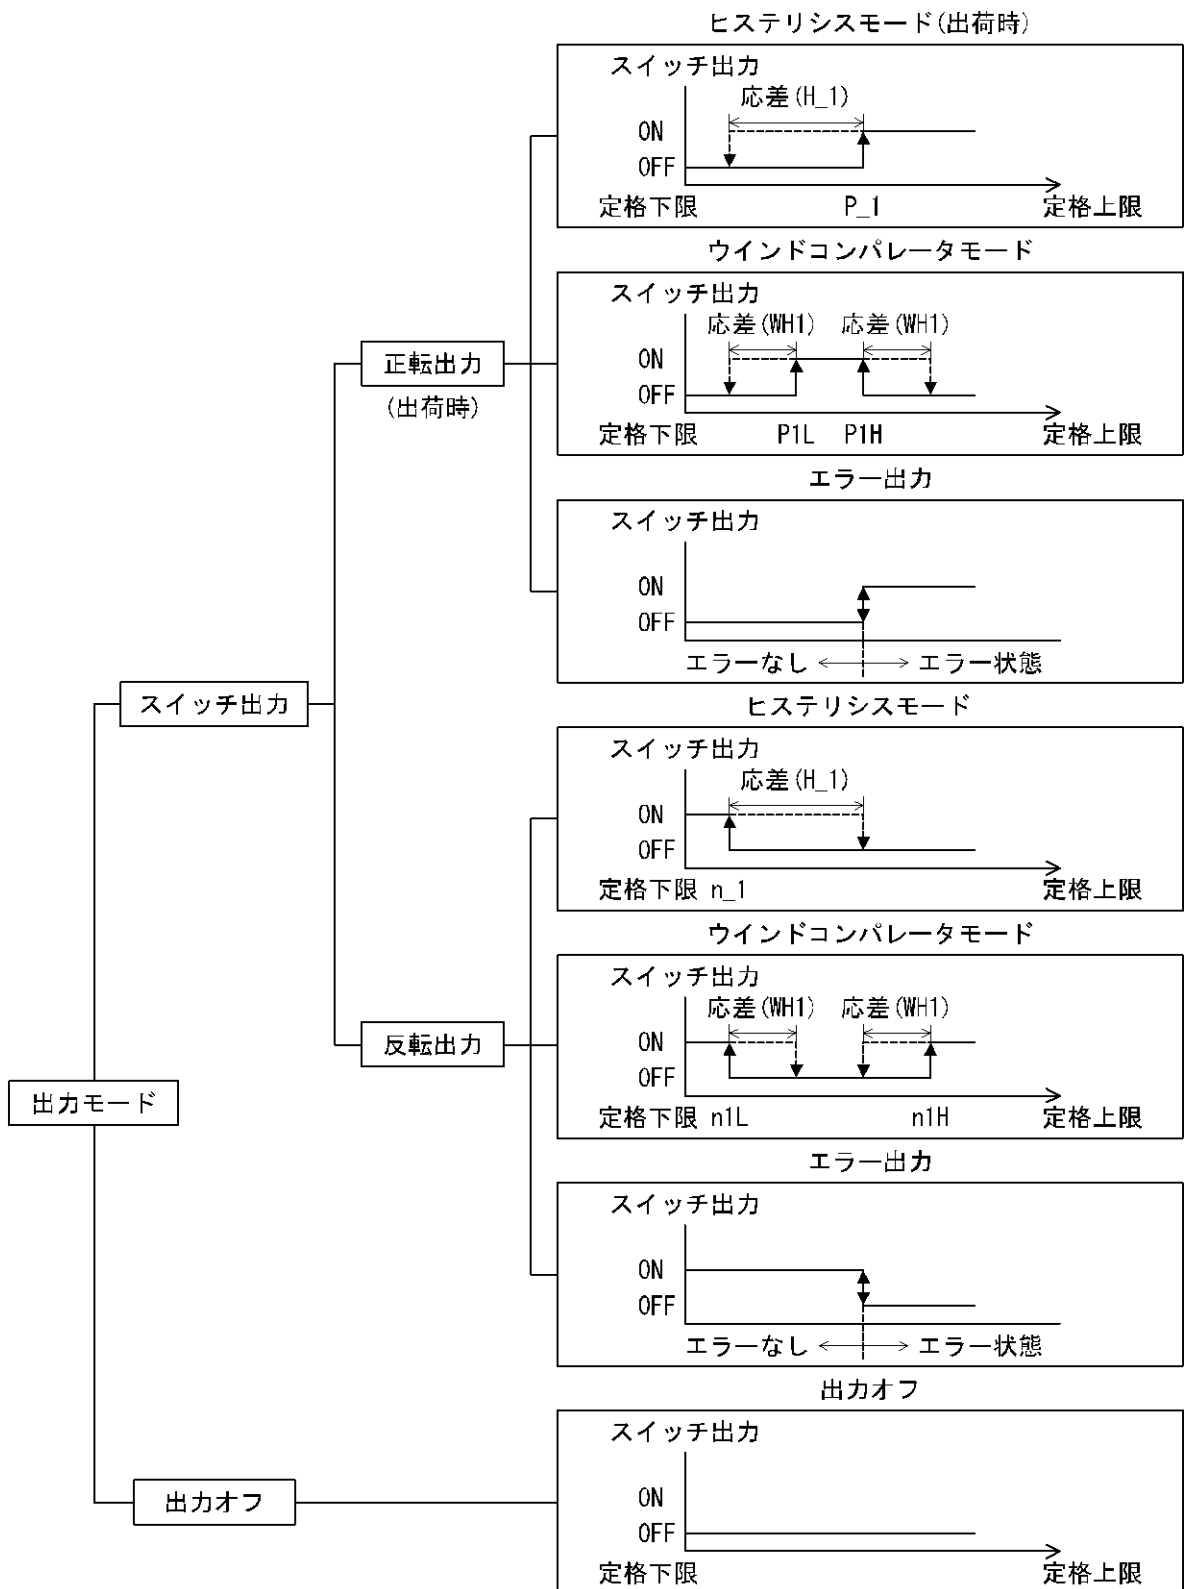 ヒステリシスモード(出荷時)
スイッチ出力
応差(H_1)
ON
OFF
定格下限 P_1 定格上限
ウインドコンパレータモード
スイッチ出力
応差(WH1) 応差(WH1)
ON
OFF
定格下限 P1L P1H 定格上限
正転出力
(出荷時)
エラー出力
スイッチ出力
ON
OFF
エラーなし エラー状態
スイッチ出力
ヒステリシスモード
スイッチ出力
応差(H_1)
ON
OFF
定格下限 n_1 定格上限
ウインドコンパレータモード
スイッチ出力
応差(WH1) 応差(WH1)
ON
OFF
定格下限 n1L n1H 定格上限
反転出力
出力モード
エラー出力
スイッチ出力
ON
OFF
エラーなし エラー状態
出力オフ
スイッチ出力
ON
OFF
定格下限 定格上限
出力オフ